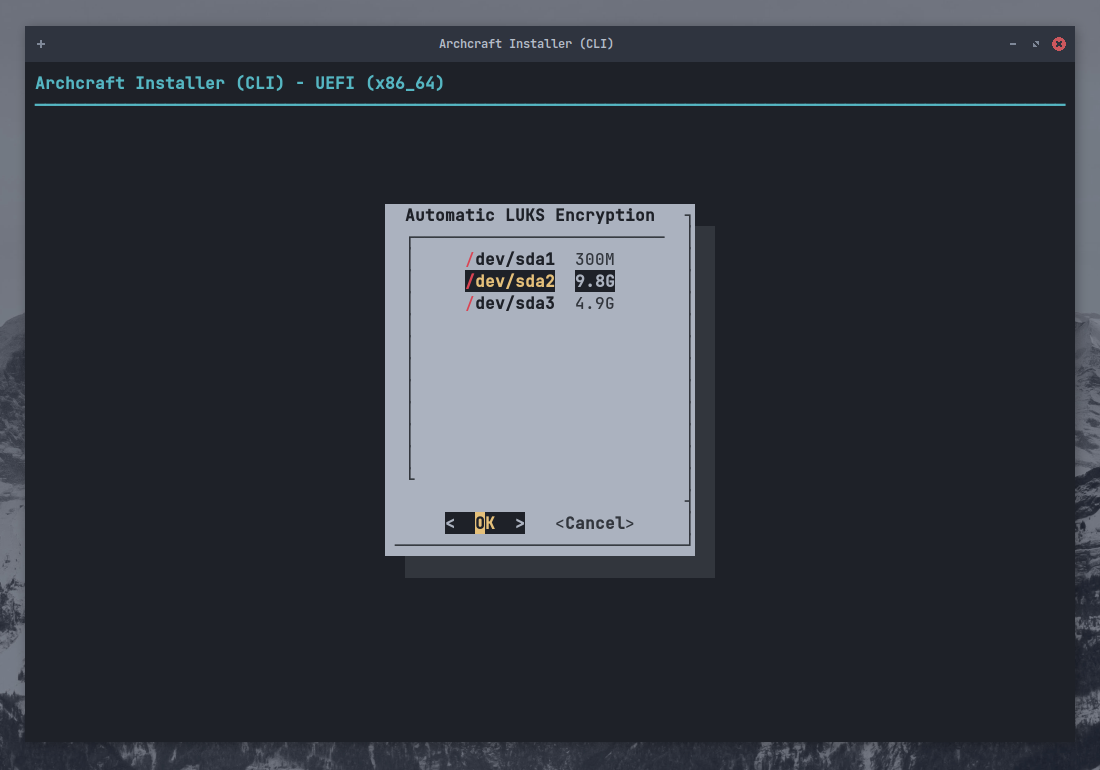 Archcraft Installer (CLI)
Archcraft Installer (CLI) - UEFI (x86_64)
Automatic LUKS Encryption
/dev/sda1 300M
/dev/sda2 9.8G
/dev/sda3 4.9G
< OK > <Cancel>